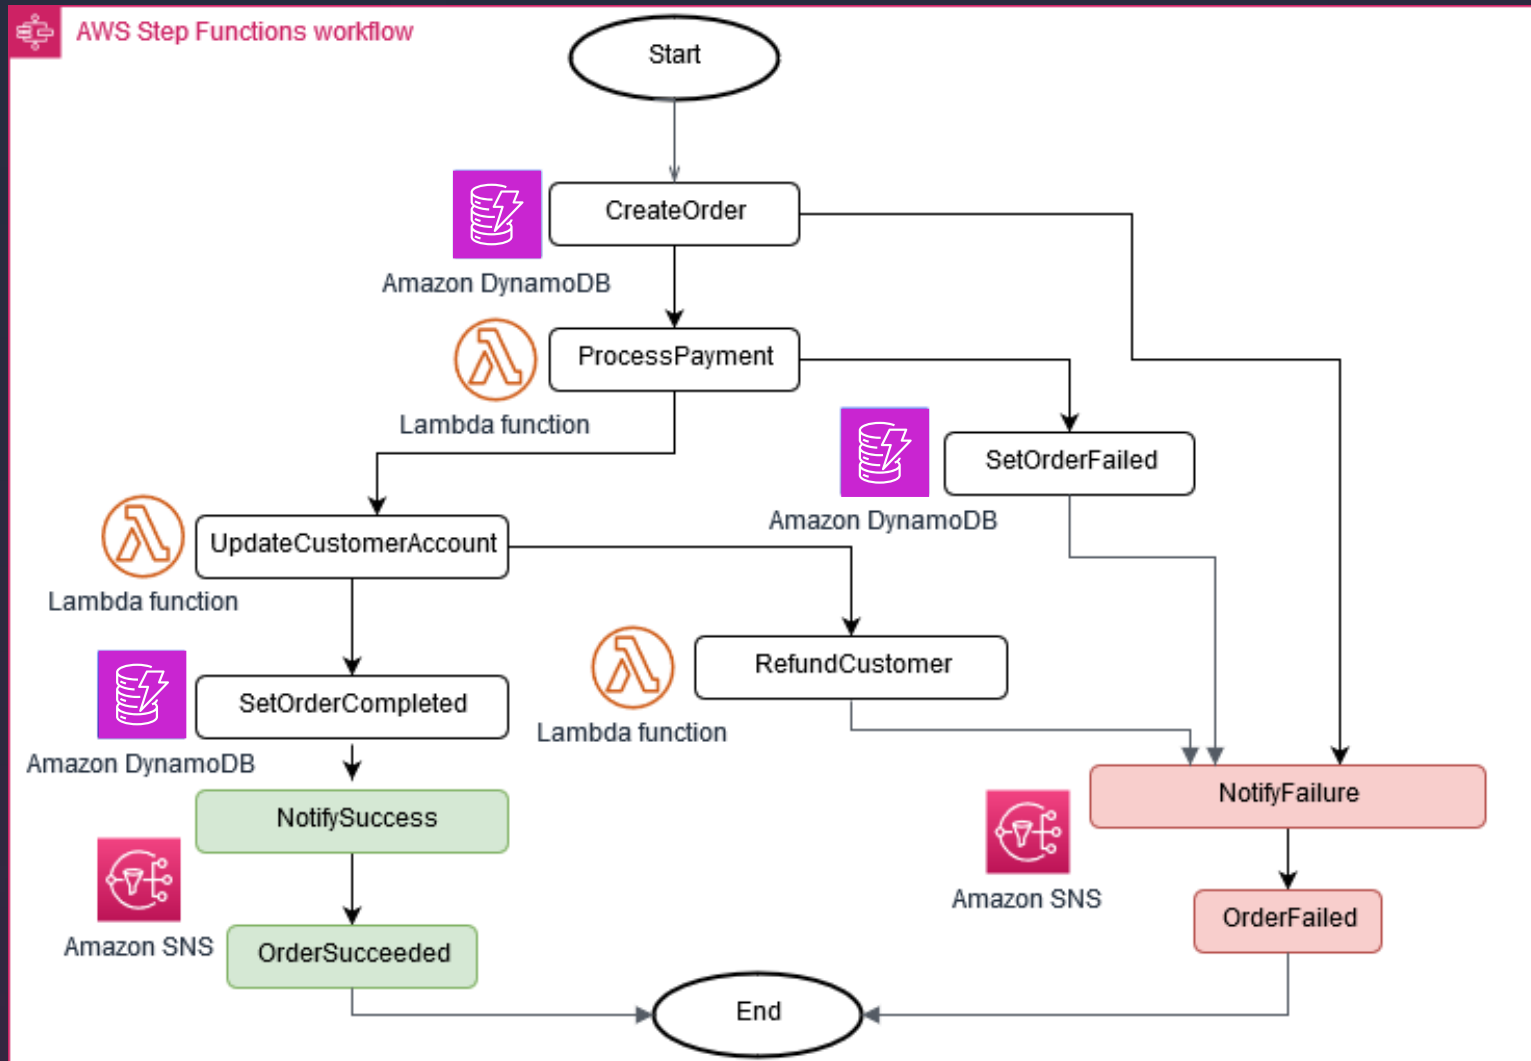 AWS Step Functions workflow
Start
CreateOrder
Amazon DynamoDB
ProcessPayment
Lambda function
SetOrderFailed
Amazon DynamoDB
UpdateCustomerAccount
Lambda function
RefundCustomer
Lambda function
SetOrderCompleted
Amazon DynamoDB
NotifySuccess
NotifyFailure
Amazon SNS
OrderFailed
Amazon SNS
OrderSucceeded
End